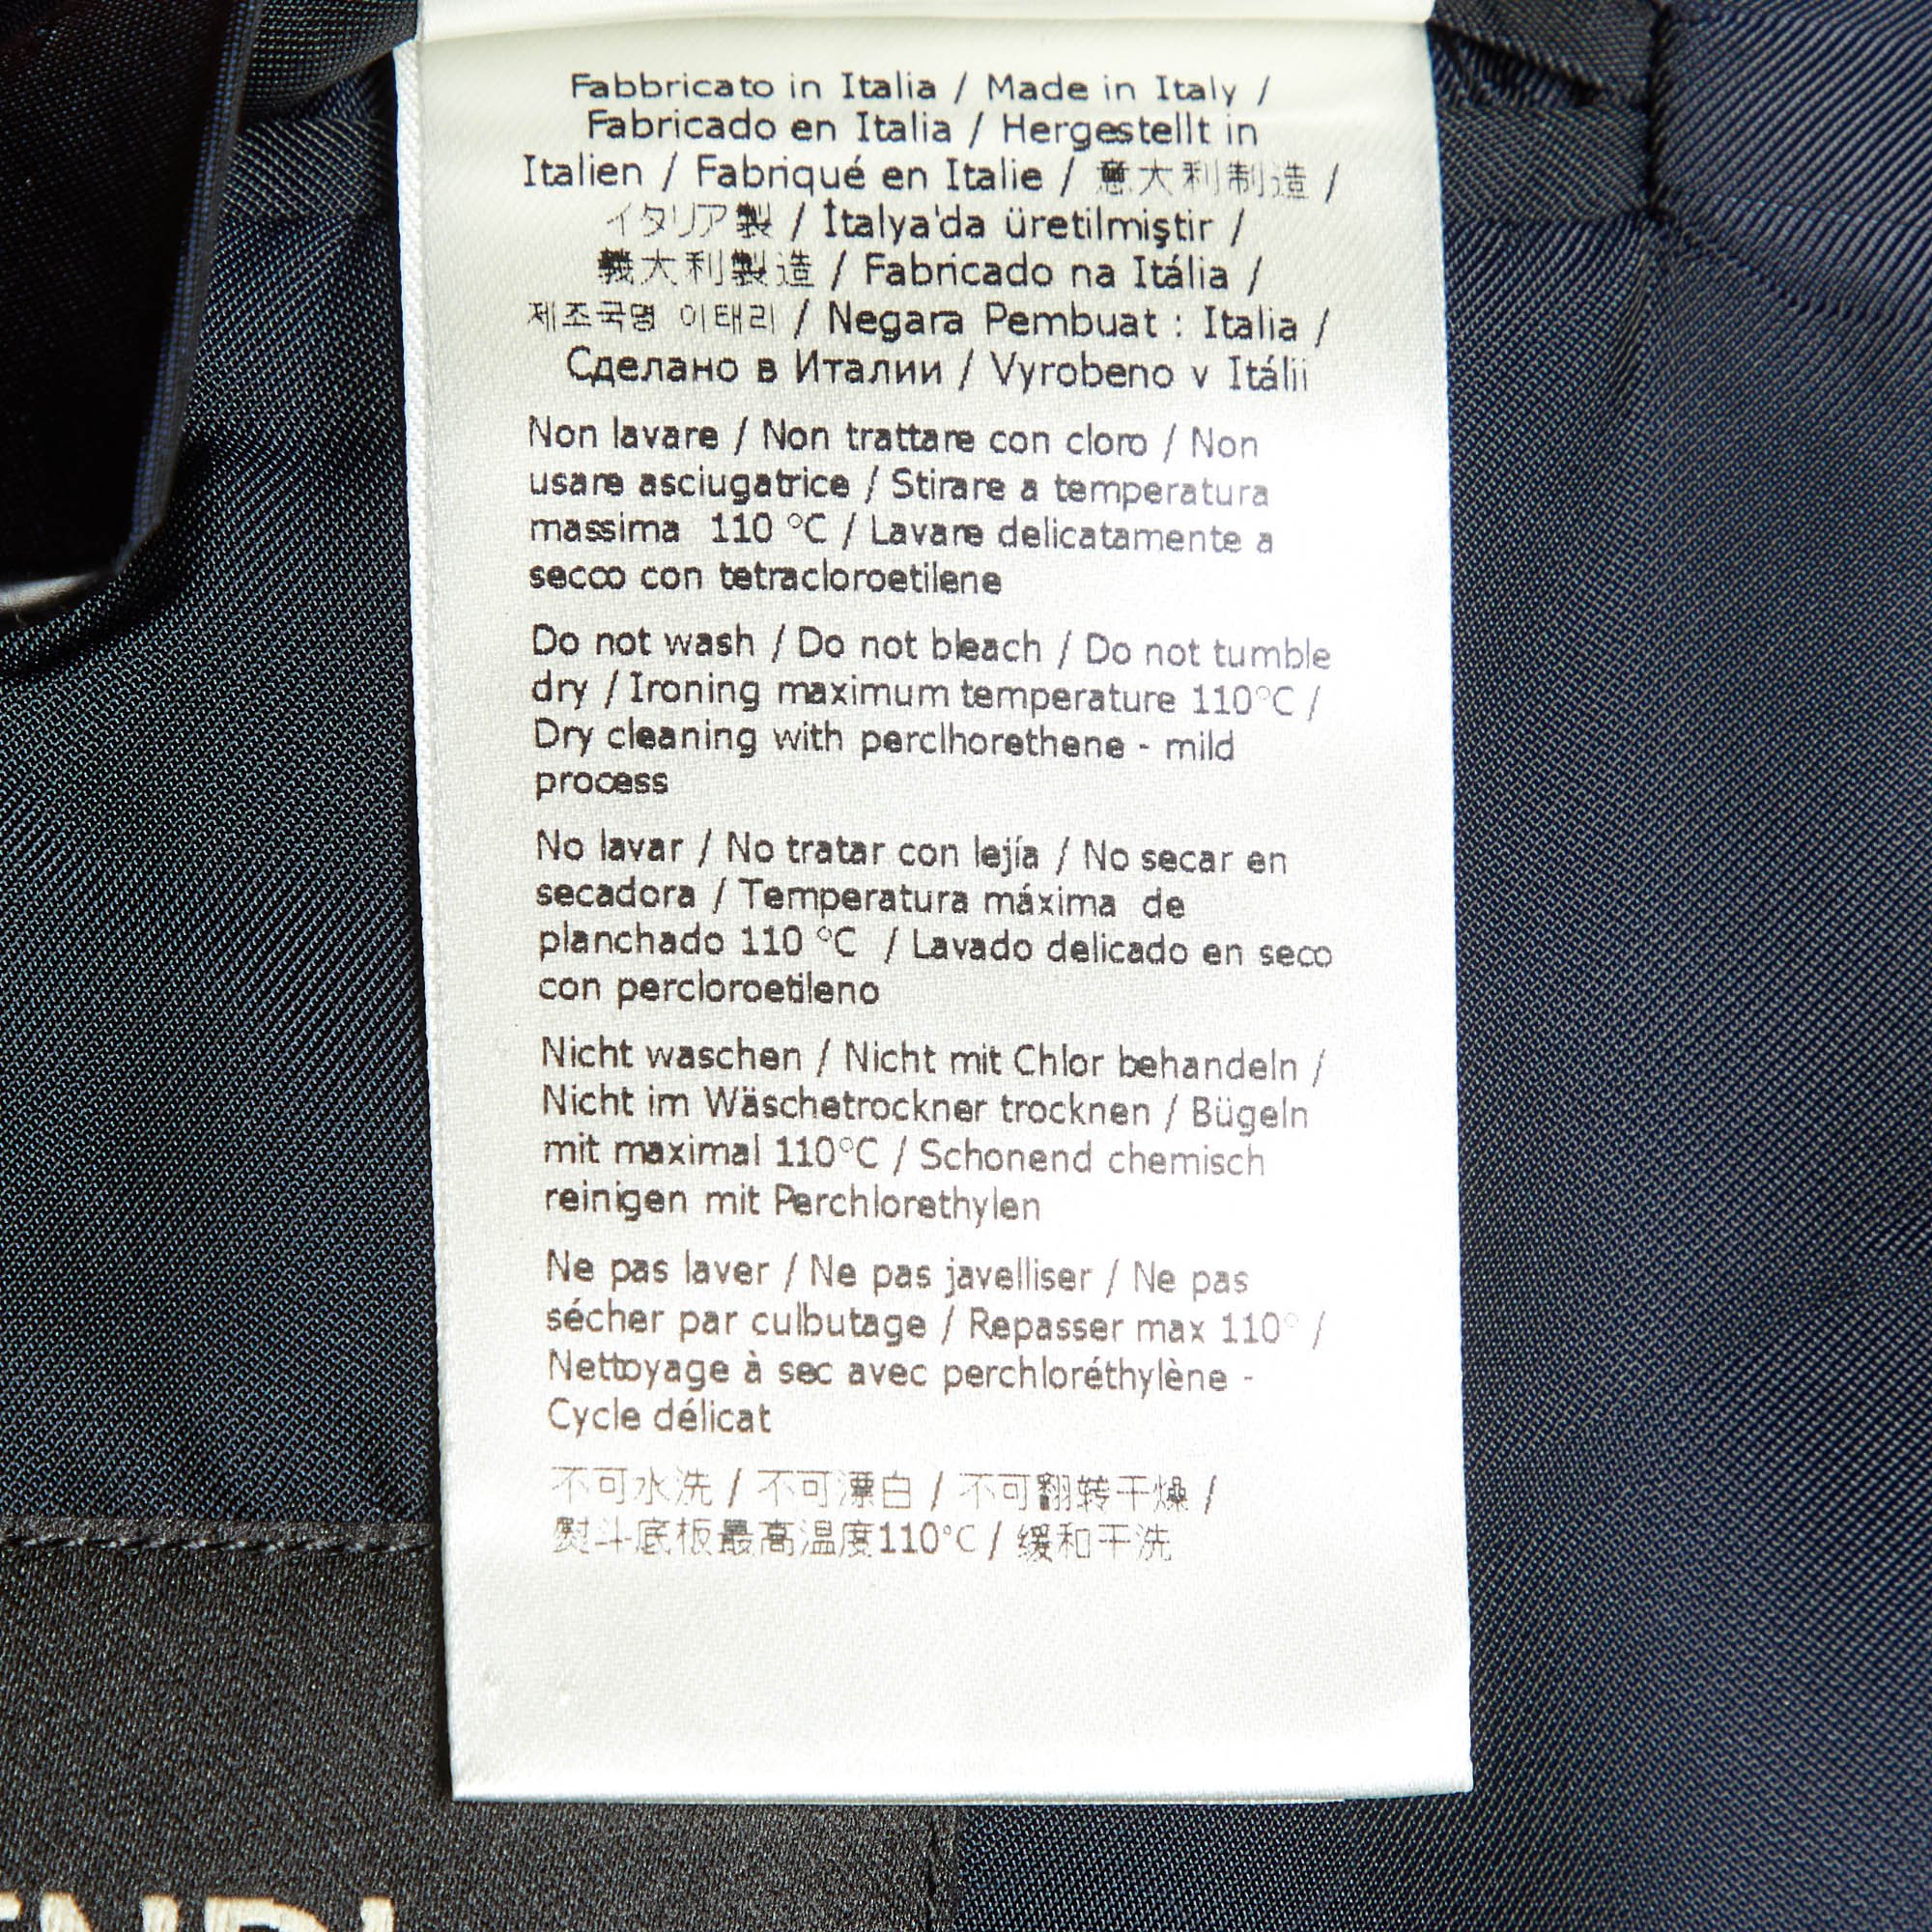 Fabbricato in Italia / Made in Italy /
Fabricado en Italia / Hergestellt in
Italien / Fabriqué en Italie / 意大利制造 /
イタリア製 / İtalya'da üretilmiştir /
義大利製造 / Fabricado na Itália /
제조국명 이태리 / Negara Pembuat : Italia /
Сделано в Италии / Vyrobeno v Itálii
Non lavare / Non trattare con cloro / Non
usare asciugatrice / Stirare a temperatura
massima 110 °C / Lavare delicatamente a
secco con tetracloroetilene
Do not wash / Do not bleach / Do not tumble
dry / Ironing maximum temperature 110°C /
Dry cleaning with perclhorethene - mild
process
No lavar / No tratar con lejía / No secar en
secadora / Temperatura máxima de
planchado 110 °C / Lavado delicado en seco
con percloroetileno
Nicht waschen / Nicht mit Chlor behandeln /
Nicht im Wäschetrockner trocknen / Bügeln
mit maximal 110°C / Schonend chemisch
reinigen mit Perchlorethylen
Ne pas laver / Ne pas javelliser / Ne pas
sécher par culbutage / Repasser max 110° /
Nettoyage à sec avec perchloréthylène -
Cycle délicat
不可水洗 / 不可漂白 / 不可翻转干燥 /
熨斗底板最高温度110°C / 缓和干洗
ENDI